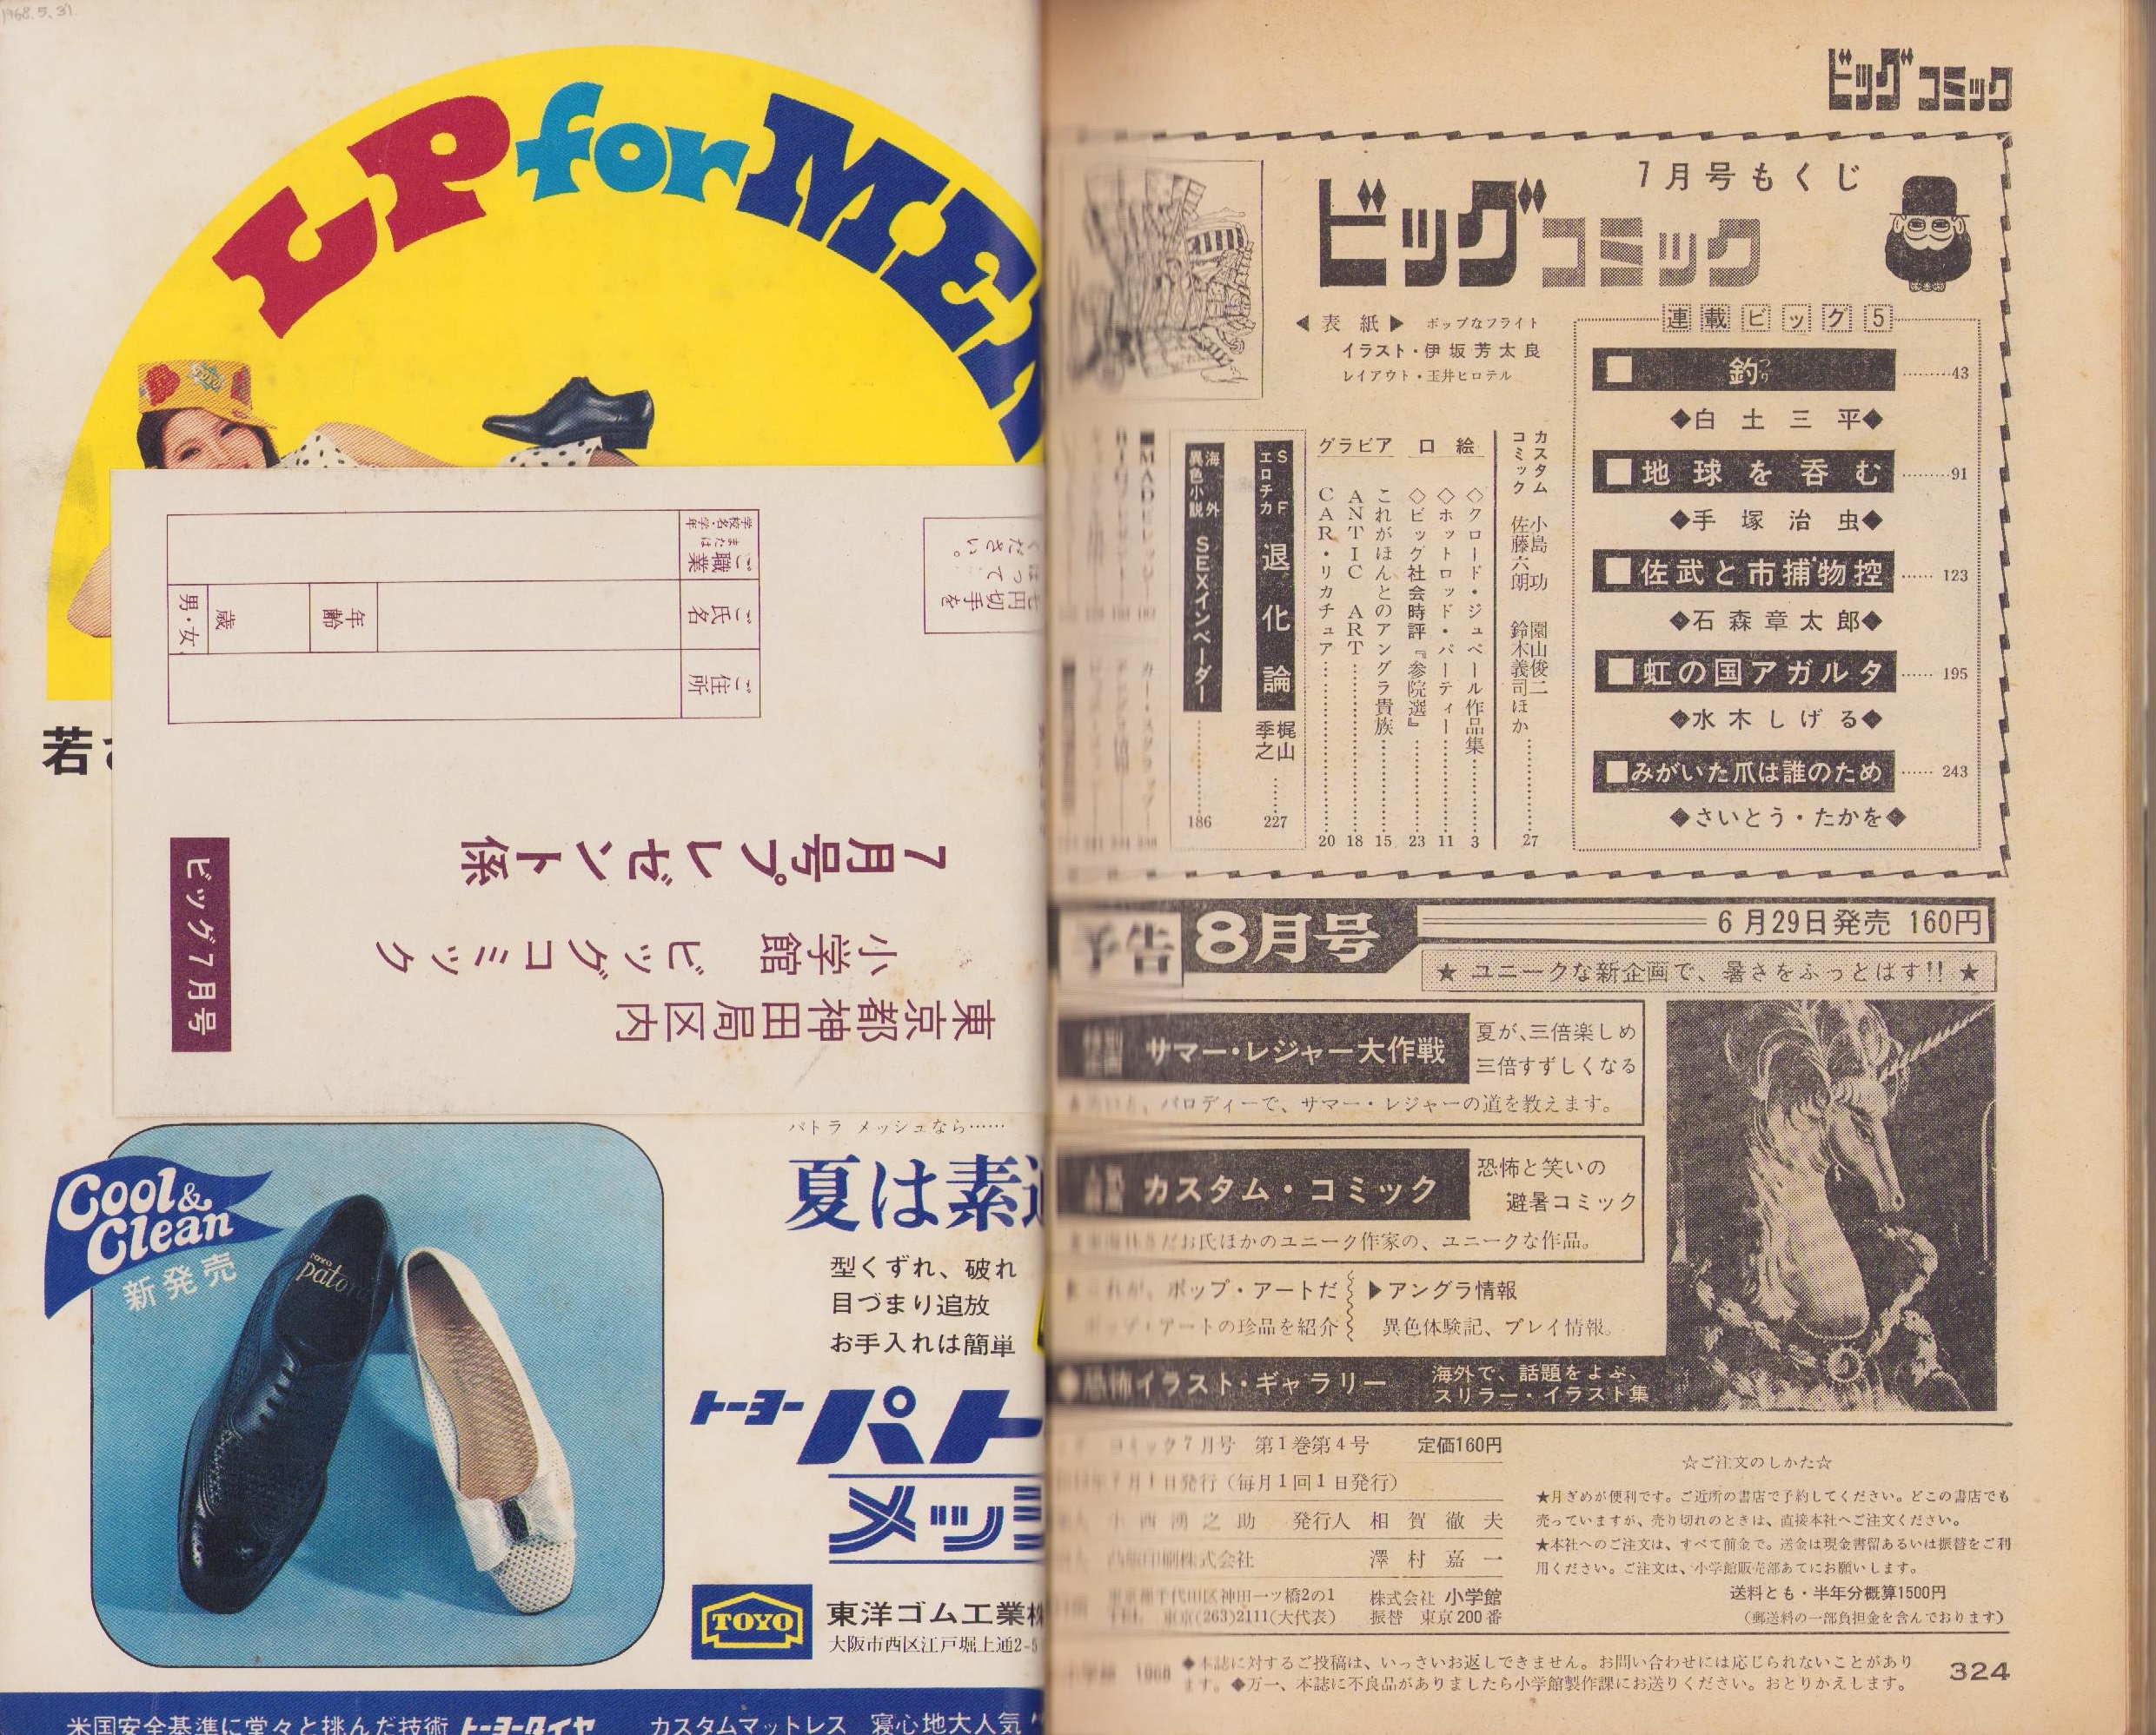 1968.5.31.
LP for ME
若
ください。
はって
七円切手を
学校名・学年
または
ご職業
ご氏名
年齢
歳
男・女
ご住所
7月号プレゼント係
小学館 ビッグコミック
東京都神田局区内
ビッグ7月号
パトラ メッシュなら……
夏は素
型くずれ、破れ
目づまり追放
お手入れは簡単
Cool &
Clean
新発売
トーヨー パト
メッシ
TOYO
東洋ゴム工業株
大阪市西区江戸堀上通2-5
米国安全基準に堂々と挑んだ技術 トーヨータイヤ
カスタムマットレス 寝心地大人気
ビッグコミック
7月号もくじ
ビッグコミック
◀表紙▶ ポップなフライト
イラスト・伊坂芳太良
レイアウト・玉井ヒロテル
連載ビッグ5
■釣 つり ………43
◆白土三平◆
■地球を呑む ………91
◆手塚治虫◆
■佐武と市捕物控 ……123
◆石森章太郎◆
■虹の国アガルタ ……195
◆水木しげる◆
■みがいた爪は誰のため ……243
◆さいとう・たかを◆
カスタムコミック 小島功 園山俊二 佐藤六朗 鈴木義司ほか……27
口絵
◇クロード・ジュベール作品集……3
◇ホットロッド・パーティー……11
◇ビッグ社会時評『参院選』……23
グラビア
これがほんとのアングラ貴族……15
ANTIC ART……18
CAR・リカチュア……20
SFエロチカ 退化論 梶山季之……227
海外異色小説 SEXインベーダー……186
予告 8月号
6月29日発売 160円
★ ユニークな新企画で、暑さをふっとばす!! ★
サマー・レジャー大作戦
夏が、三倍楽しめ
三倍すずしくなる
パロディーで、サマー・レジャーの道を教えます。
カスタム・コミック
恐怖と笑いの
避暑コミック
だお氏ほかのユニーク作家の、ユニークな作品。
これが、ポップ・アートだ
ポップ・アートの珍品を紹介
▶アングラ情報
異色体験記、プレイ情報。
●恐怖イラスト・ギャラリー
海外で、話題をよぶ、
スリラー・イラスト集
コミック7月号 第1巻第4号 定価160円
年7月1日発行(毎月1回1日発行)
小西湧之助 発行人 相賀徹夫
凸版印刷株式会社 澤村嘉一
東京都千代田区神田一ツ橋2の1 株式会社 小学館
TEL 東京(263)2111(大代表) 振替 東京200番
☆ご注文のしかた☆
★月ぎめが便利です。ご近所の書店で予約してください。どこの書店でも
売っていますが、売り切れのときは、直接本社へご注文ください。
★本社へのご注文は、すべて前金で。送金は現金書留あるいは振替をご利
用ください。ご注文は、小学館販売部あてにお願いします。
送料とも・半年分概算1500円
(郵送料の一部負担金を含んでおります)
1968 ◆本誌に対するご投稿は、いっさいお返しできません。お問い合わせには応じられないことがあり
ます。◆万一、本誌に不良品がありましたら小学館製作課にお送りください。おとりかえします。
324